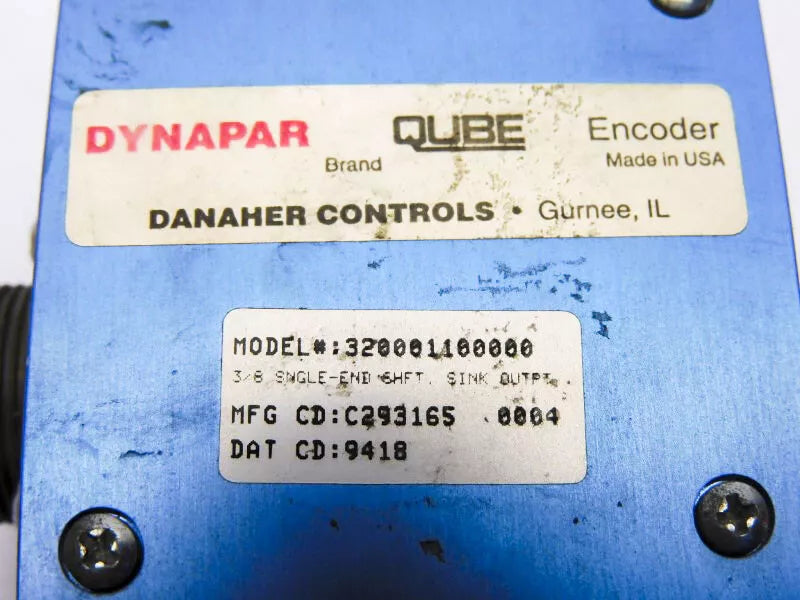 DYNAPAR QUBE Encoder
Brand Made in USA
DANAHER CONTROLS • Gurnee, IL
MODEL#:320001100000
3/8 SNGLE-END SHFT, SINK OUTPT.
MFG CD:C293165 0004
DAT CD:9418